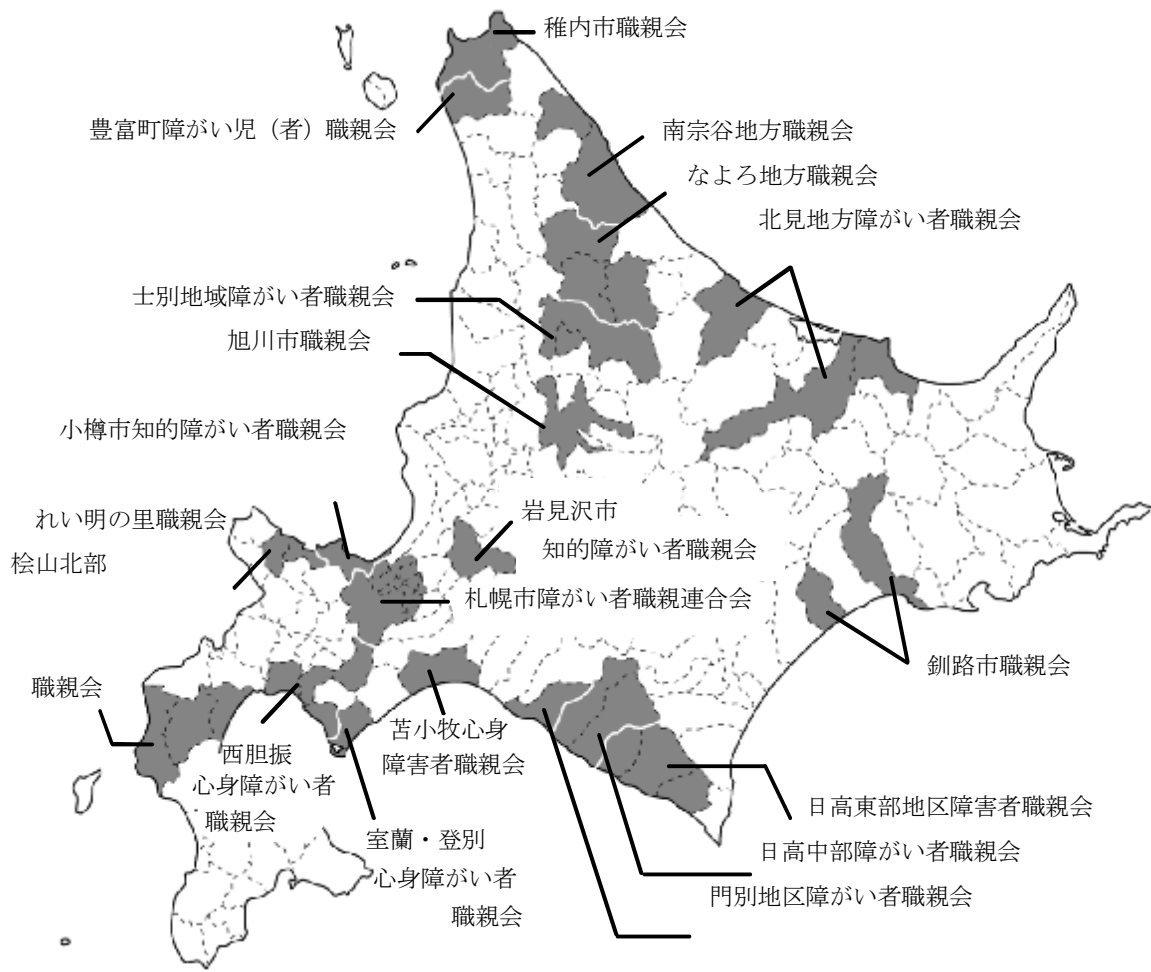 稚内市職親会
豊富町障がい児（者）職親会
南宗谷地方職親会
なよろ地方職親会
北見地方障がい者職親会
士別地域障がい者職親会
旭川市職親会
小樽市知的障がい者職親会
れい明の里職親会
桧山北部
岩見沢市
知的障がい者職親会
札幌市障がい者職親連合会
釧路市職親会
職親会
西胆振
心身障がい者
職親会
苫小牧心身
障害者職親会
室蘭・登別
心身障がい者
職親会
日高東部地区障害者職親会
日高中部障がい者職親会
門別地区障がい者職親会